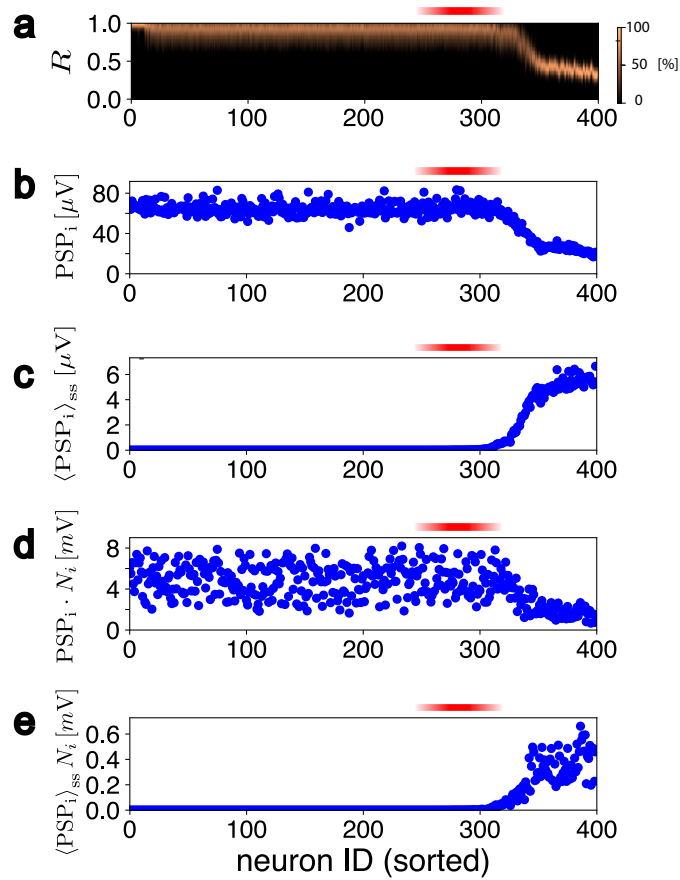 a
R
1.0
0.5
0.0
0 100 200 300 400
100
50 [%]
0
b
PSPi [μV]
80
40
0
0 100 200 300 400
c
⟨PSPi⟩ss [μV]
6
4
2
0
0 100 200 300 400
d
PSPi · Ni [mV]
8
4
0
0 100 200 300 400
e
⟨PSPi⟩ss Ni [mV]
0.6
0.4
0.2
0.0
0 100 200 300 400
neuron ID (sorted)